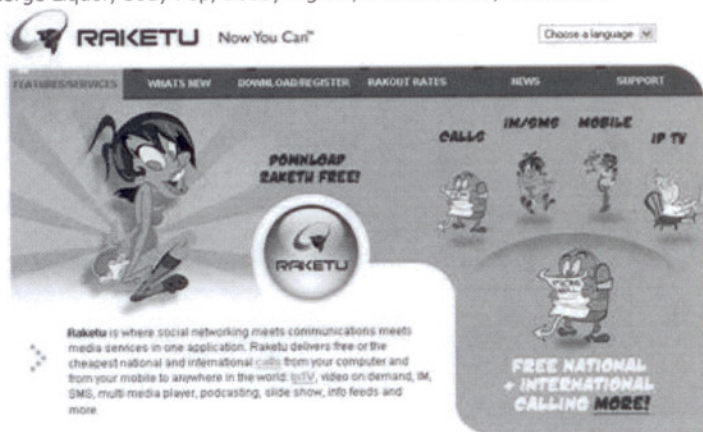 RAKETU Now You Can™
Choose a language
FEATURES/SERVICES WHATS NEW DOWNLOAD/REGISTER RAKOUT RATES NEWS SUPPORT
CALLS IM/SMS MOBILE IP TV
DOWNLOAD
RAKETU FREE!
RAKETU
Raketu is where social networking meets communications meets
media services in one application. Raketu delivers free or the
cheapest national and international calls from your computer and
from your mobile to anywhere in the world. IpTV, video on demand, IM,
SMS, multi media player, podcasting, slide show, info feeds and
more.
FREE NATIONAL
+ INTERNATIONAL
CALLING MORE!